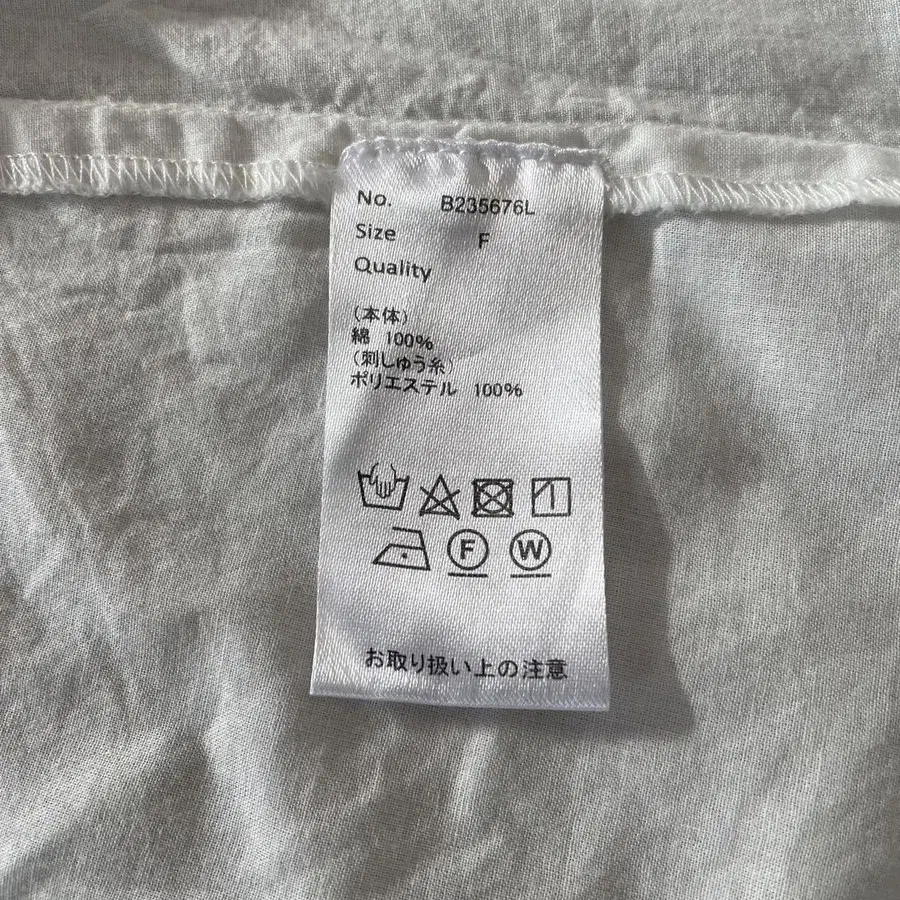 No. B235676L
Size F
Quality
(本体)
綿 100%
(刺しゅう糸)
ポリエステル 100%
F W
お取り扱い上の注意